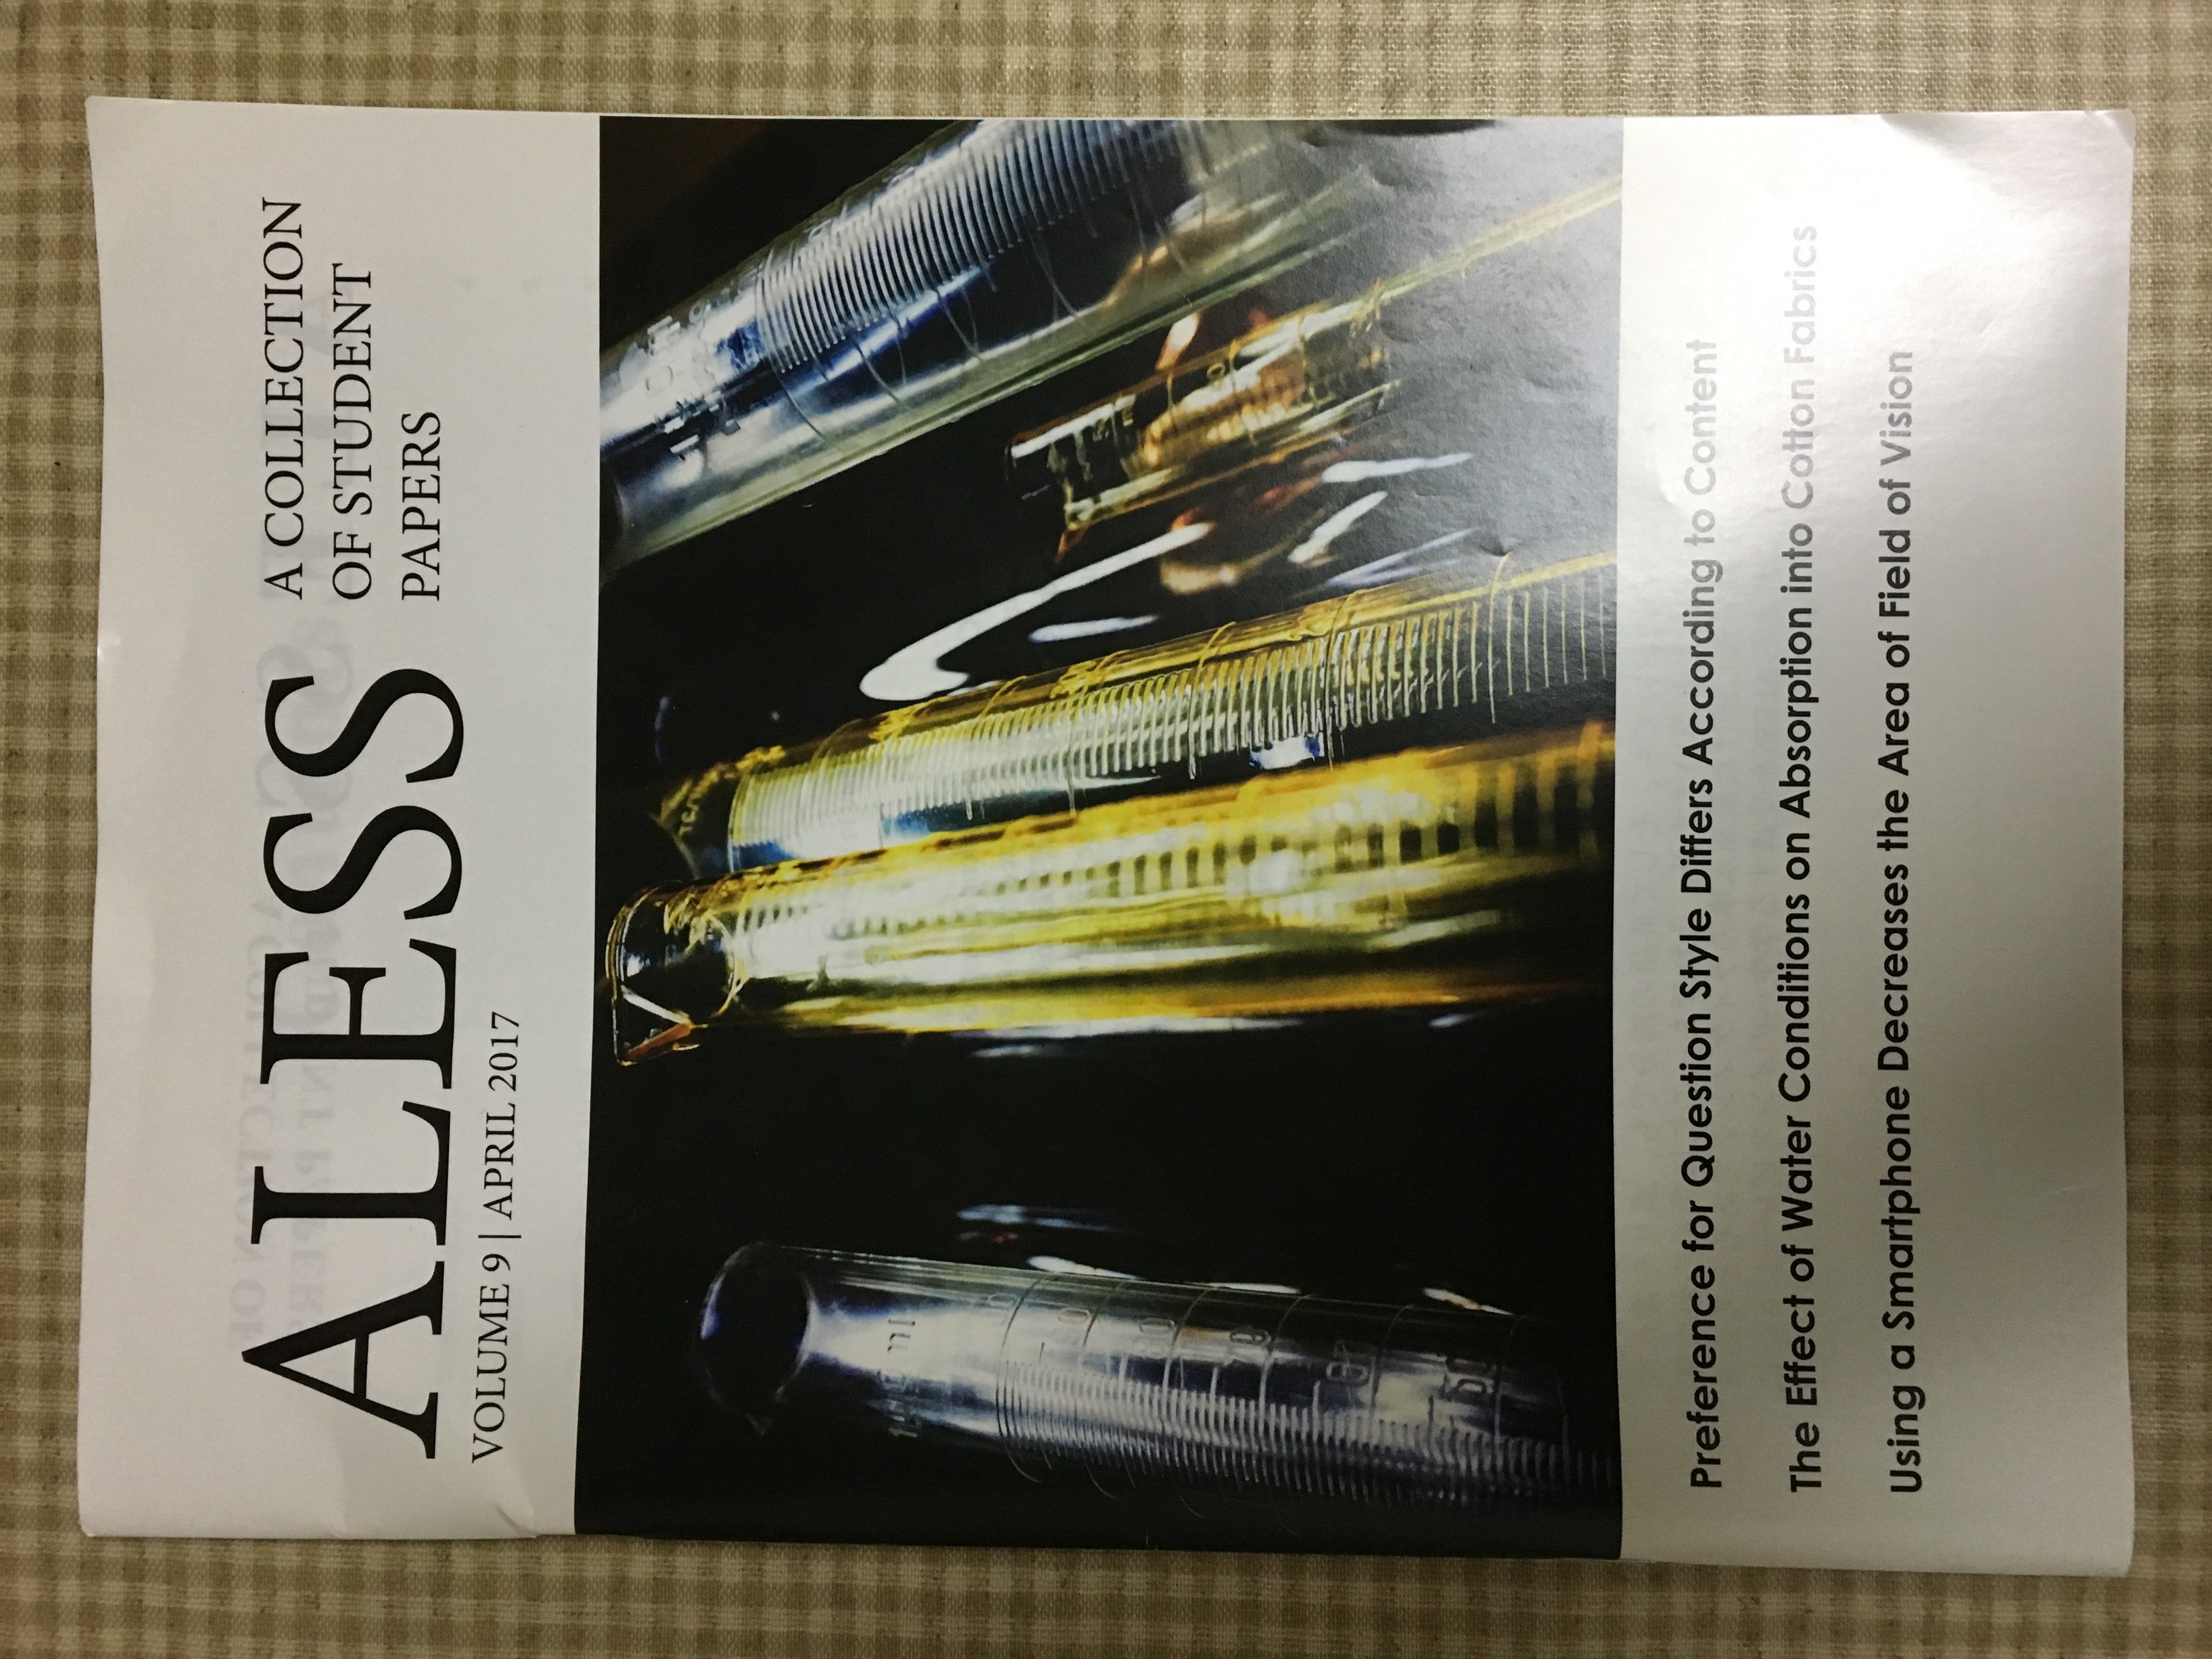 ALESS
A COLLECTION
OF STUDENT
PAPERS
VOLUME 9 | APRIL 2017
Preference for Question Style Differs According to Content
The Effect of Water Conditions on Absorption into Cotton Fabrics
Using a Smartphone Decreases the Area of Field of Vision